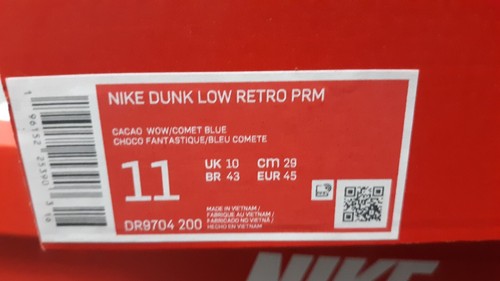 NIKE DUNK LOW RETRO PRM
CACAO WOW/COMET BLUE
CHOCO FANTASTIQUE/BLEU COMETE
11
UK 10 cm 29
BR 43 EUR 45
MADE IN VIETNAM /
FABRIQUÉ AU VIETNAM /
FABRICADO NO VIETNÃ /
HECHO EN VIETNAM
DR9704 200
NIKE